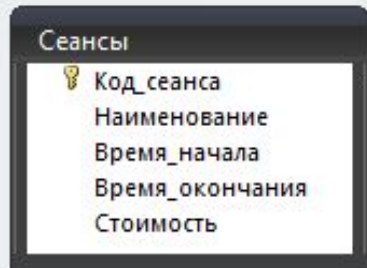 Сеансы
Код_сеанса
Наименование
Время_начала
Время_окончания
Стоимость